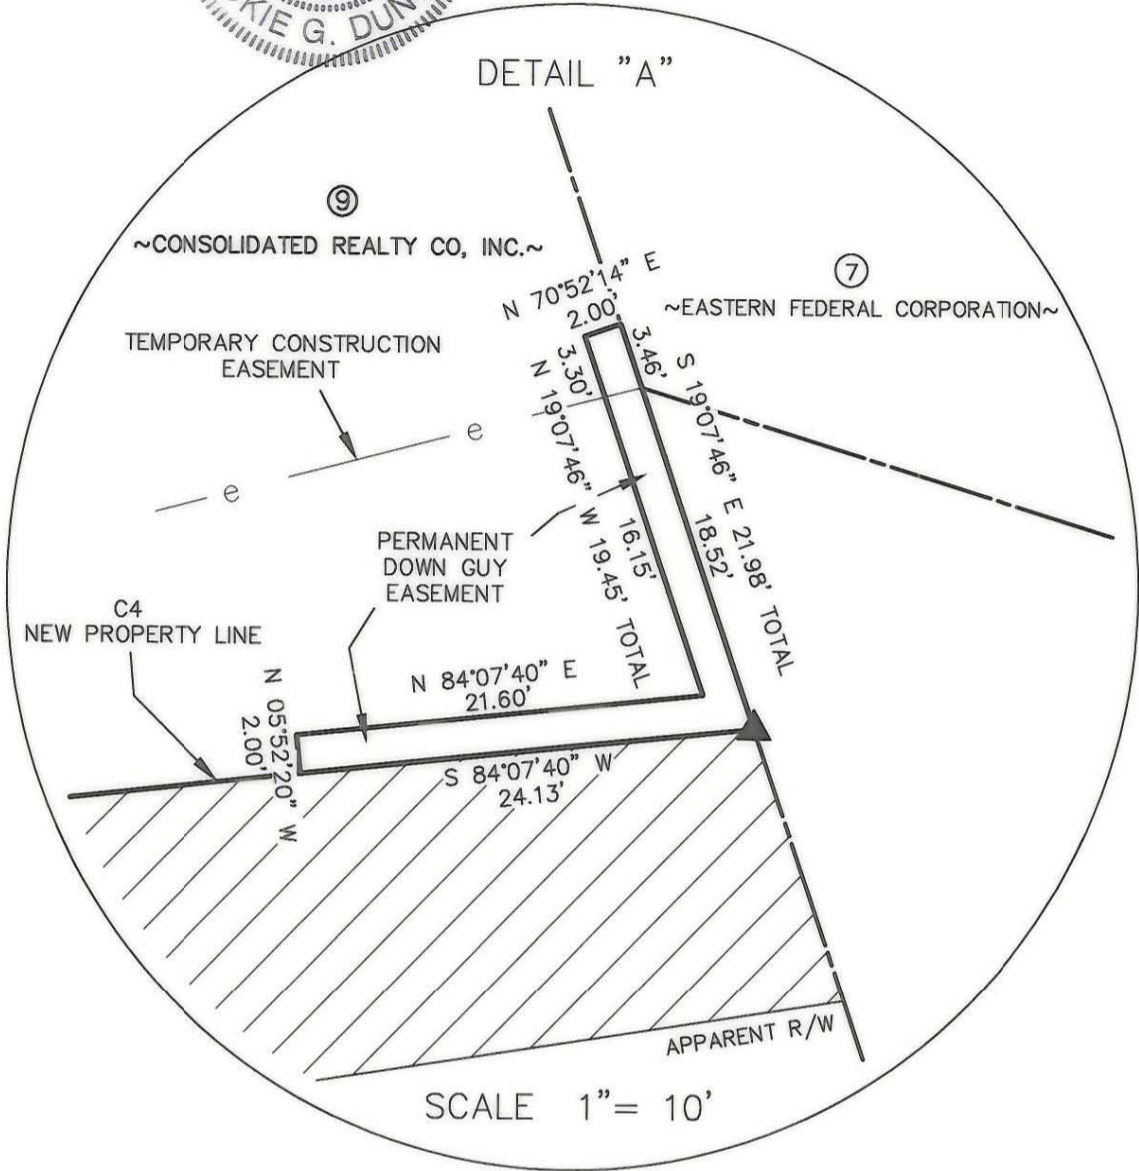 KIE G. DUN
DETAIL "A"
⑨
~CONSOLIDATED REALTY CO, INC.~
⑦
~EASTERN FEDERAL CORPORATION~
N 70°52'14" E
2.00'
TEMPORARY CONSTRUCTION
EASEMENT
3.30'
N 19°07'46" W 19.45' TOTAL
16.15'
3.46'
S 19°07'46" E 21.98' TOTAL
18.52'
e
e
PERMANENT
DOWN GUY
EASEMENT
C4
NEW PROPERTY LINE
N 84°07'40" E
21.60'
N 05°52'20" W
2.00'
S 84°07'40" W
24.13'
APPARENT R/W
SCALE 1"= 10'